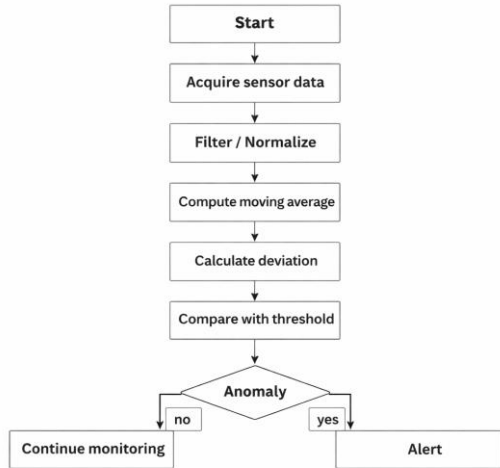 Start
Acquire sensor data
Filter / Normalize
Compute moving average
Calculate deviation
Compare with threshold
Anomaly
no
yes
Continue monitoring
Alert